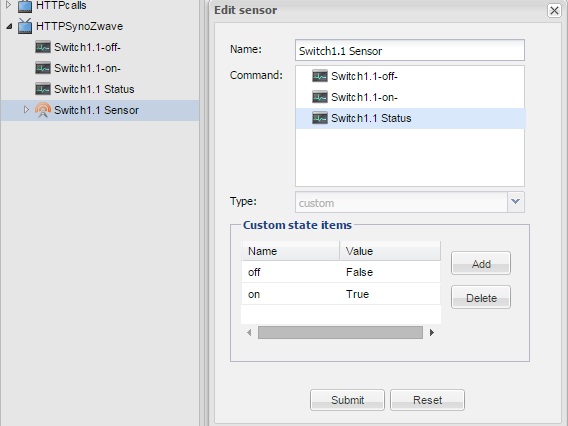 HTTPcalls
HTTPSynoZwave
Switch1.1-off-
Switch1.1-on-
Switch1.1 Status
Switch1.1 Sensor
Edit sensor
Name: Switch1.1 Sensor
Command: Switch1.1-off-
Switch1.1-on-
Switch1.1 Status
Type: custom
Custom state items
Name Value
off False
on True
Add
Delete
Submit Reset